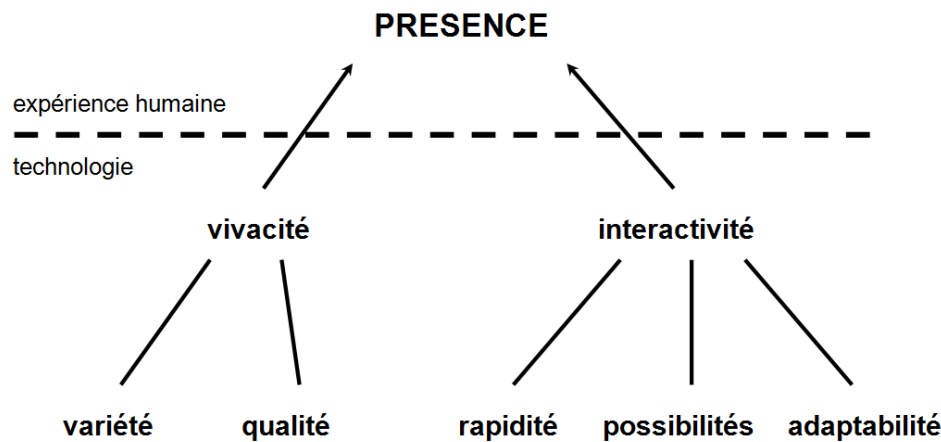 PRESENCE
expérience humaine
technologie
vivacité
interactivité
variété
qualité
rapidité
possibilités
adaptabilité